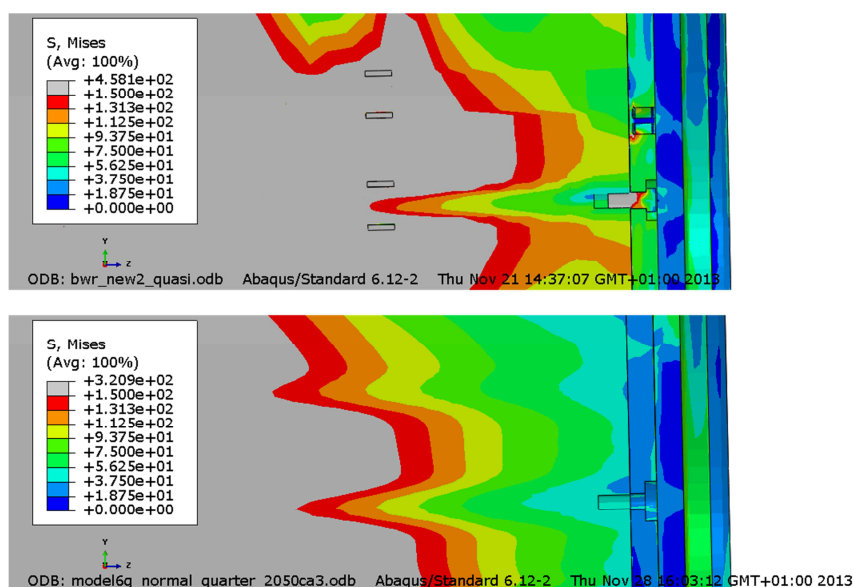 S, Mises
(Avg: 100%)
+4.581e+02
+1.500e+02
+1.313e+02
+1.125e+02
+9.375e+01
+7.500e+01
+5.625e+01
+3.750e+01
+1.875e+01
+0.000e+00
Y
Z
ODB: bwr_new2_quasi.odb Abaqus/Standard 6.12-2 Thu Nov 21 14:37:07 GMT+01:00 2013
S, Mises
(Avg: 100%)
+3.209e+02
+1.500e+02
+1.313e+02
+1.125e+02
+9.375e+01
+7.500e+01
+5.625e+01
+3.750e+01
+1.875e+01
+0.000e+00
Y
Z
ODB: model6g_normal_quarter_2050ca3.odb Abaqus/Standard 6.12-2 Thu Nov 28 16:03:12 GMT+01:00 2013